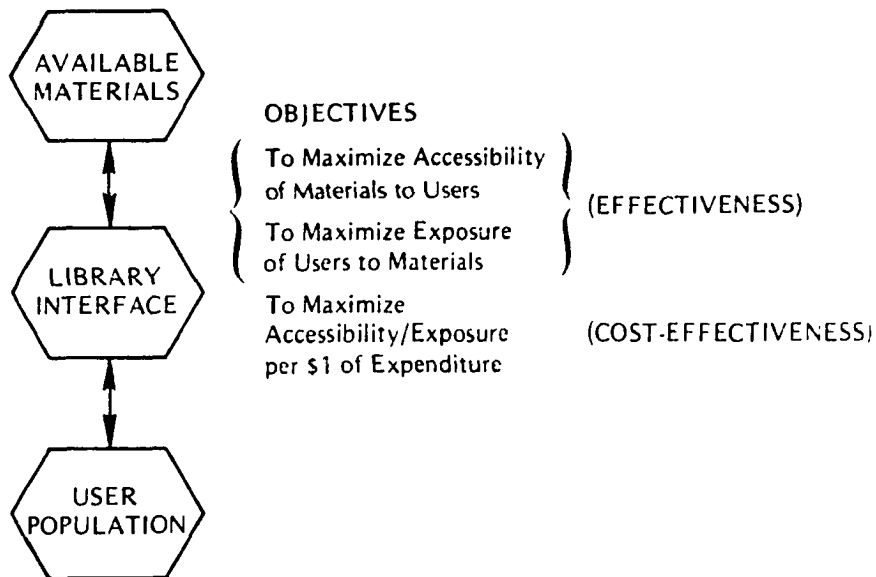 AVAILABLE
MATERIALS
OBJECTIVES
To Maximize Accessibility
of Materials to Users
(EFFECTIVENESS)
To Maximize Exposure
of Users to Materials
LIBRARY
INTERFACE
To Maximize
Accessibility/Exposure
per $1 of Expenditure
(COST-EFFECTIVENESS)
USER
POPULATION